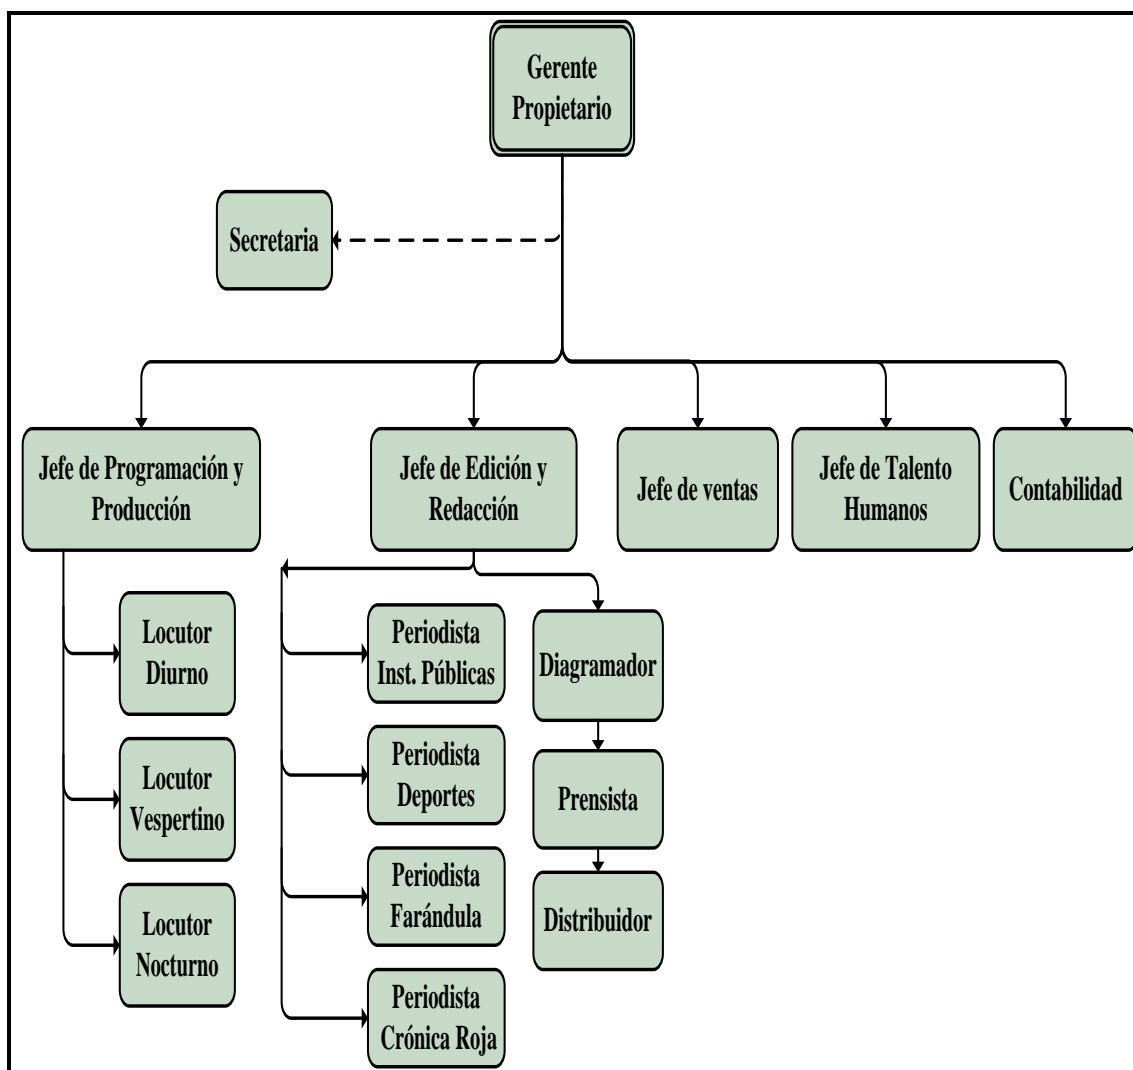 Gerente
Propietario
Secretaria
Jefe de Programación y
Producción
Jefe de Edición y
Redacción
Jefe de ventas
Jefe de Talento
Humanos
Contabilidad
Locutor
Diurno
Locutor
Vespertino
Locutor
Nocturno
Periodista
Inst. Públicas
Periodista
Deportes
Periodista
Farándula
Periodista
Crónica Roja
Diagramador
Prensista
Distribuidor